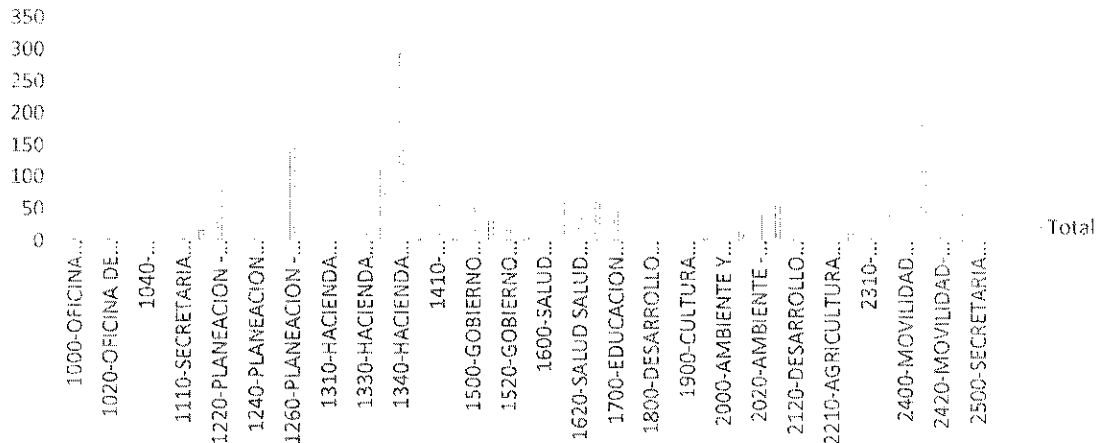 350
300
250
200
150
100
50
0
1000-OFICINA...
1020-OFICINA DE...
1040-...
1110-SECRETARIA...
1220-PLANEACION -...
1240-PLANEACION...
1260-PLANEACION -...
1310-HACIENDA...
1330-HACIENDA...
1340-HACIENDA...
1410-...
1500-GOBIERNO...
1520-GOBIERNO...
1600-SALUD...
1620-SALUD SALUD...
1700-EDUCACION...
1800-DESARROLLO...
1900-CULTURA...
2000-AMBIENTE Y...
2020-AMBIENTE -...
2120-DESARROLLO...
2210-AGRICULTURA...
2310-...
2400-MOVILIDAD...
2420-MOVILIDAD-...
2500-SECRETARIA...
Total